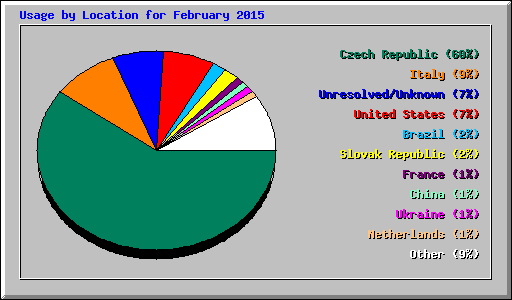 Usage by Location for February 2015
Czech Republic (60%)
Italy (9%)
Unresolved/Unknown (7%)
United States (7%)
Brazil (2%)
Slovak Republic (2%)
France (1%)
China (1%)
Ukraine (1%)
Netherlands (1%)
Other (9%)